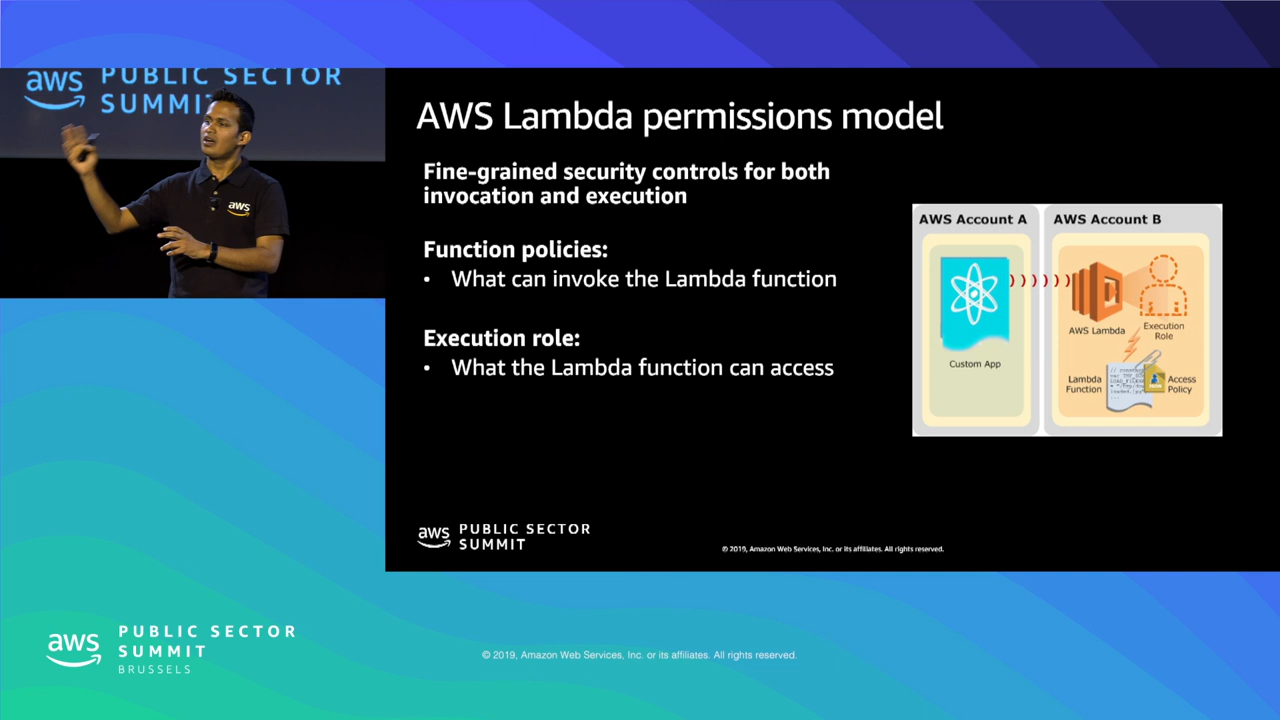 aws PUBLIC SECTOR
SUMMIT
aws
AWS Lambda permissions model
Fine-grained security controls for both
invocation and execution
Function policies:
• What can invoke the Lambda function
Execution role:
• What the Lambda function can access
AWS Account A
Custom App
AWS Account B
AWS Lambda
Execution
Role
Lambda
Function
Access
Policy
aws PUBLIC SECTOR
SUMMIT
© 2019, Amazon Web Services, Inc. or its affiliates. All rights reserved.
aws PUBLIC SECTOR
SUMMIT
BRUSSELS
© 2019, Amazon Web Services, Inc. or its affiliates. All rights reserved.